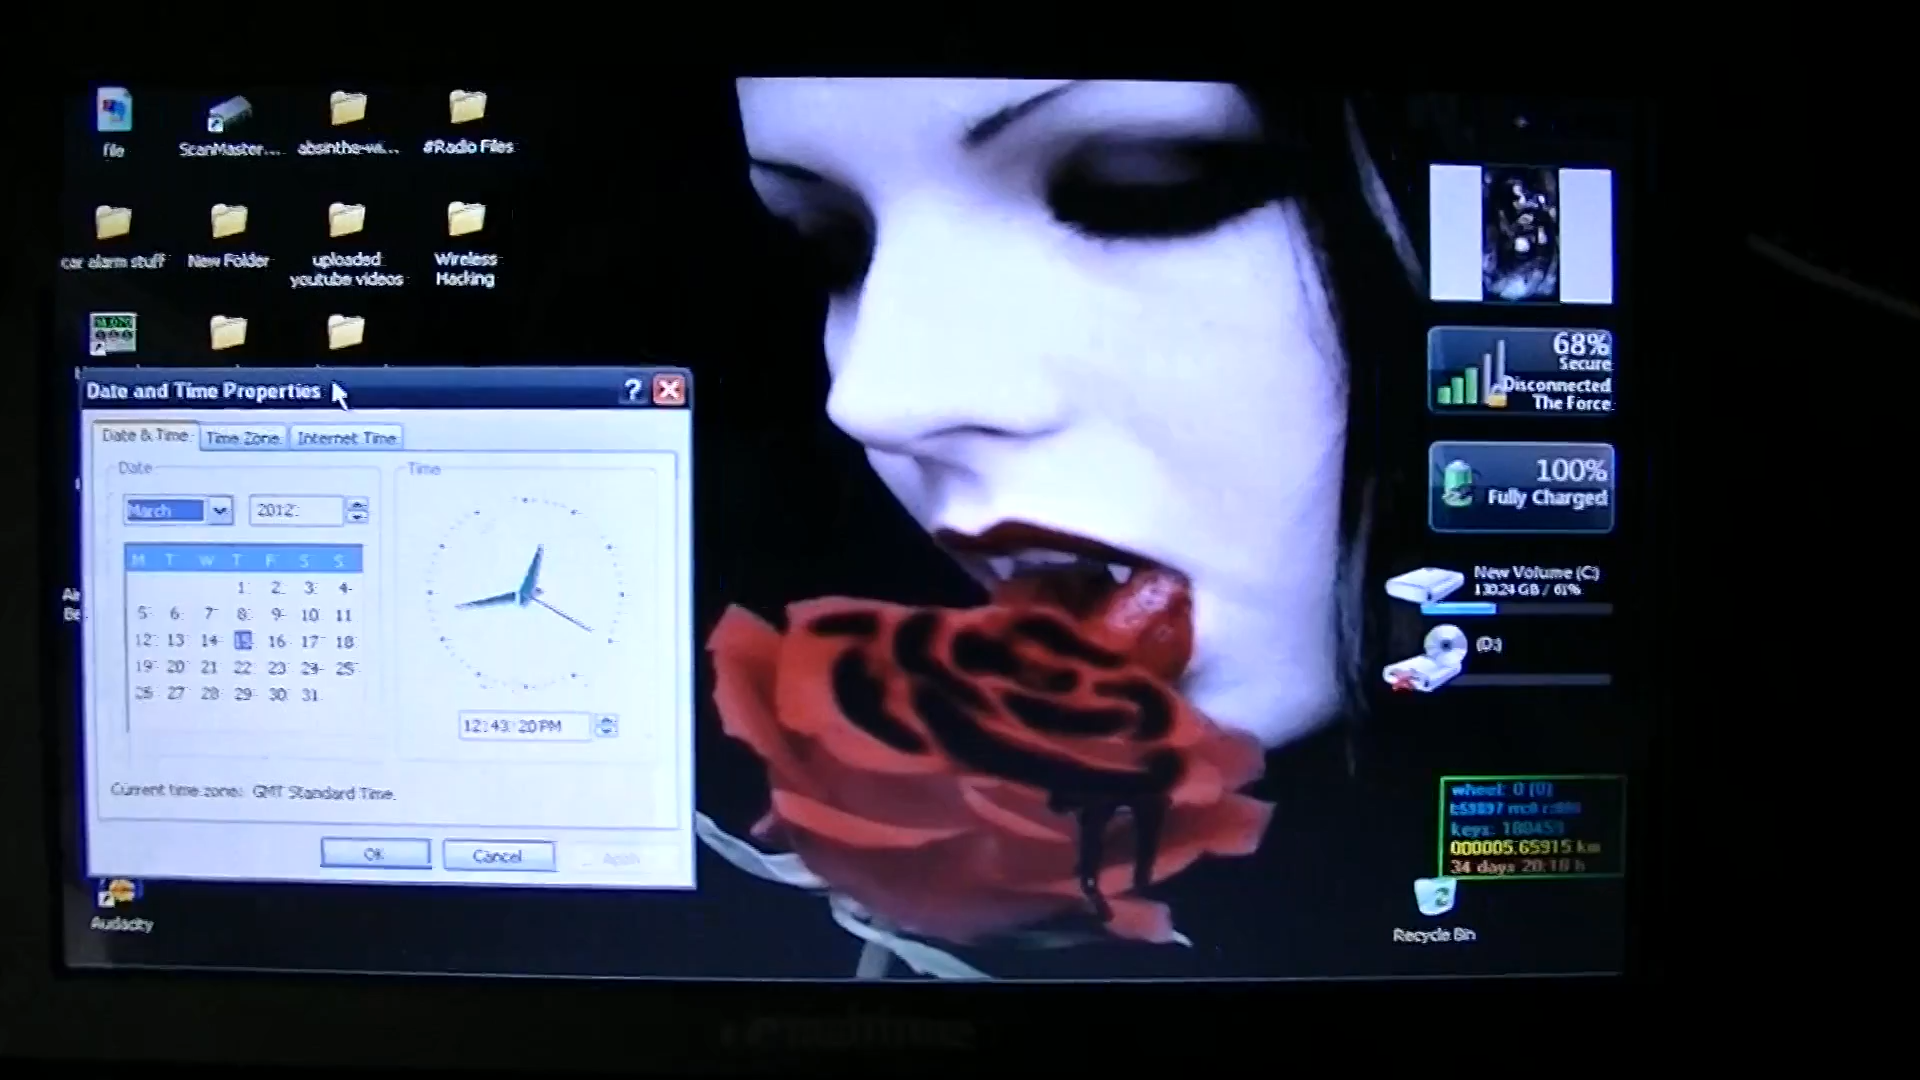 file
ScanMaster...
absinthe-wi...
#Radio Files
car alarm stuff
New Folder
uploaded
youtube videos
Wireless
Hacking
Date and Time Properties
?
Date & Time
Time Zone
Internet Time
Date
Time
March
2012
M T W T F S S
1 2 3 4
5 6 7 8 9 10 11
12 13 14 15 16 17 18
19 20 21 22 23 24 25
26 27 28 29 30 31
12:43:20 PM
Current time zone: GMT Standard Time
OK
Cancel
Apply
Audacity
68%
Secure
Disconnected
The Force
100%
Fully Charged
New Volume (C:)
130.24 GB / 61%
(D:)
wheel: 0 (0)
keys: 180453
000005.65915 km
34 days 20:18 h
Recycle Bin